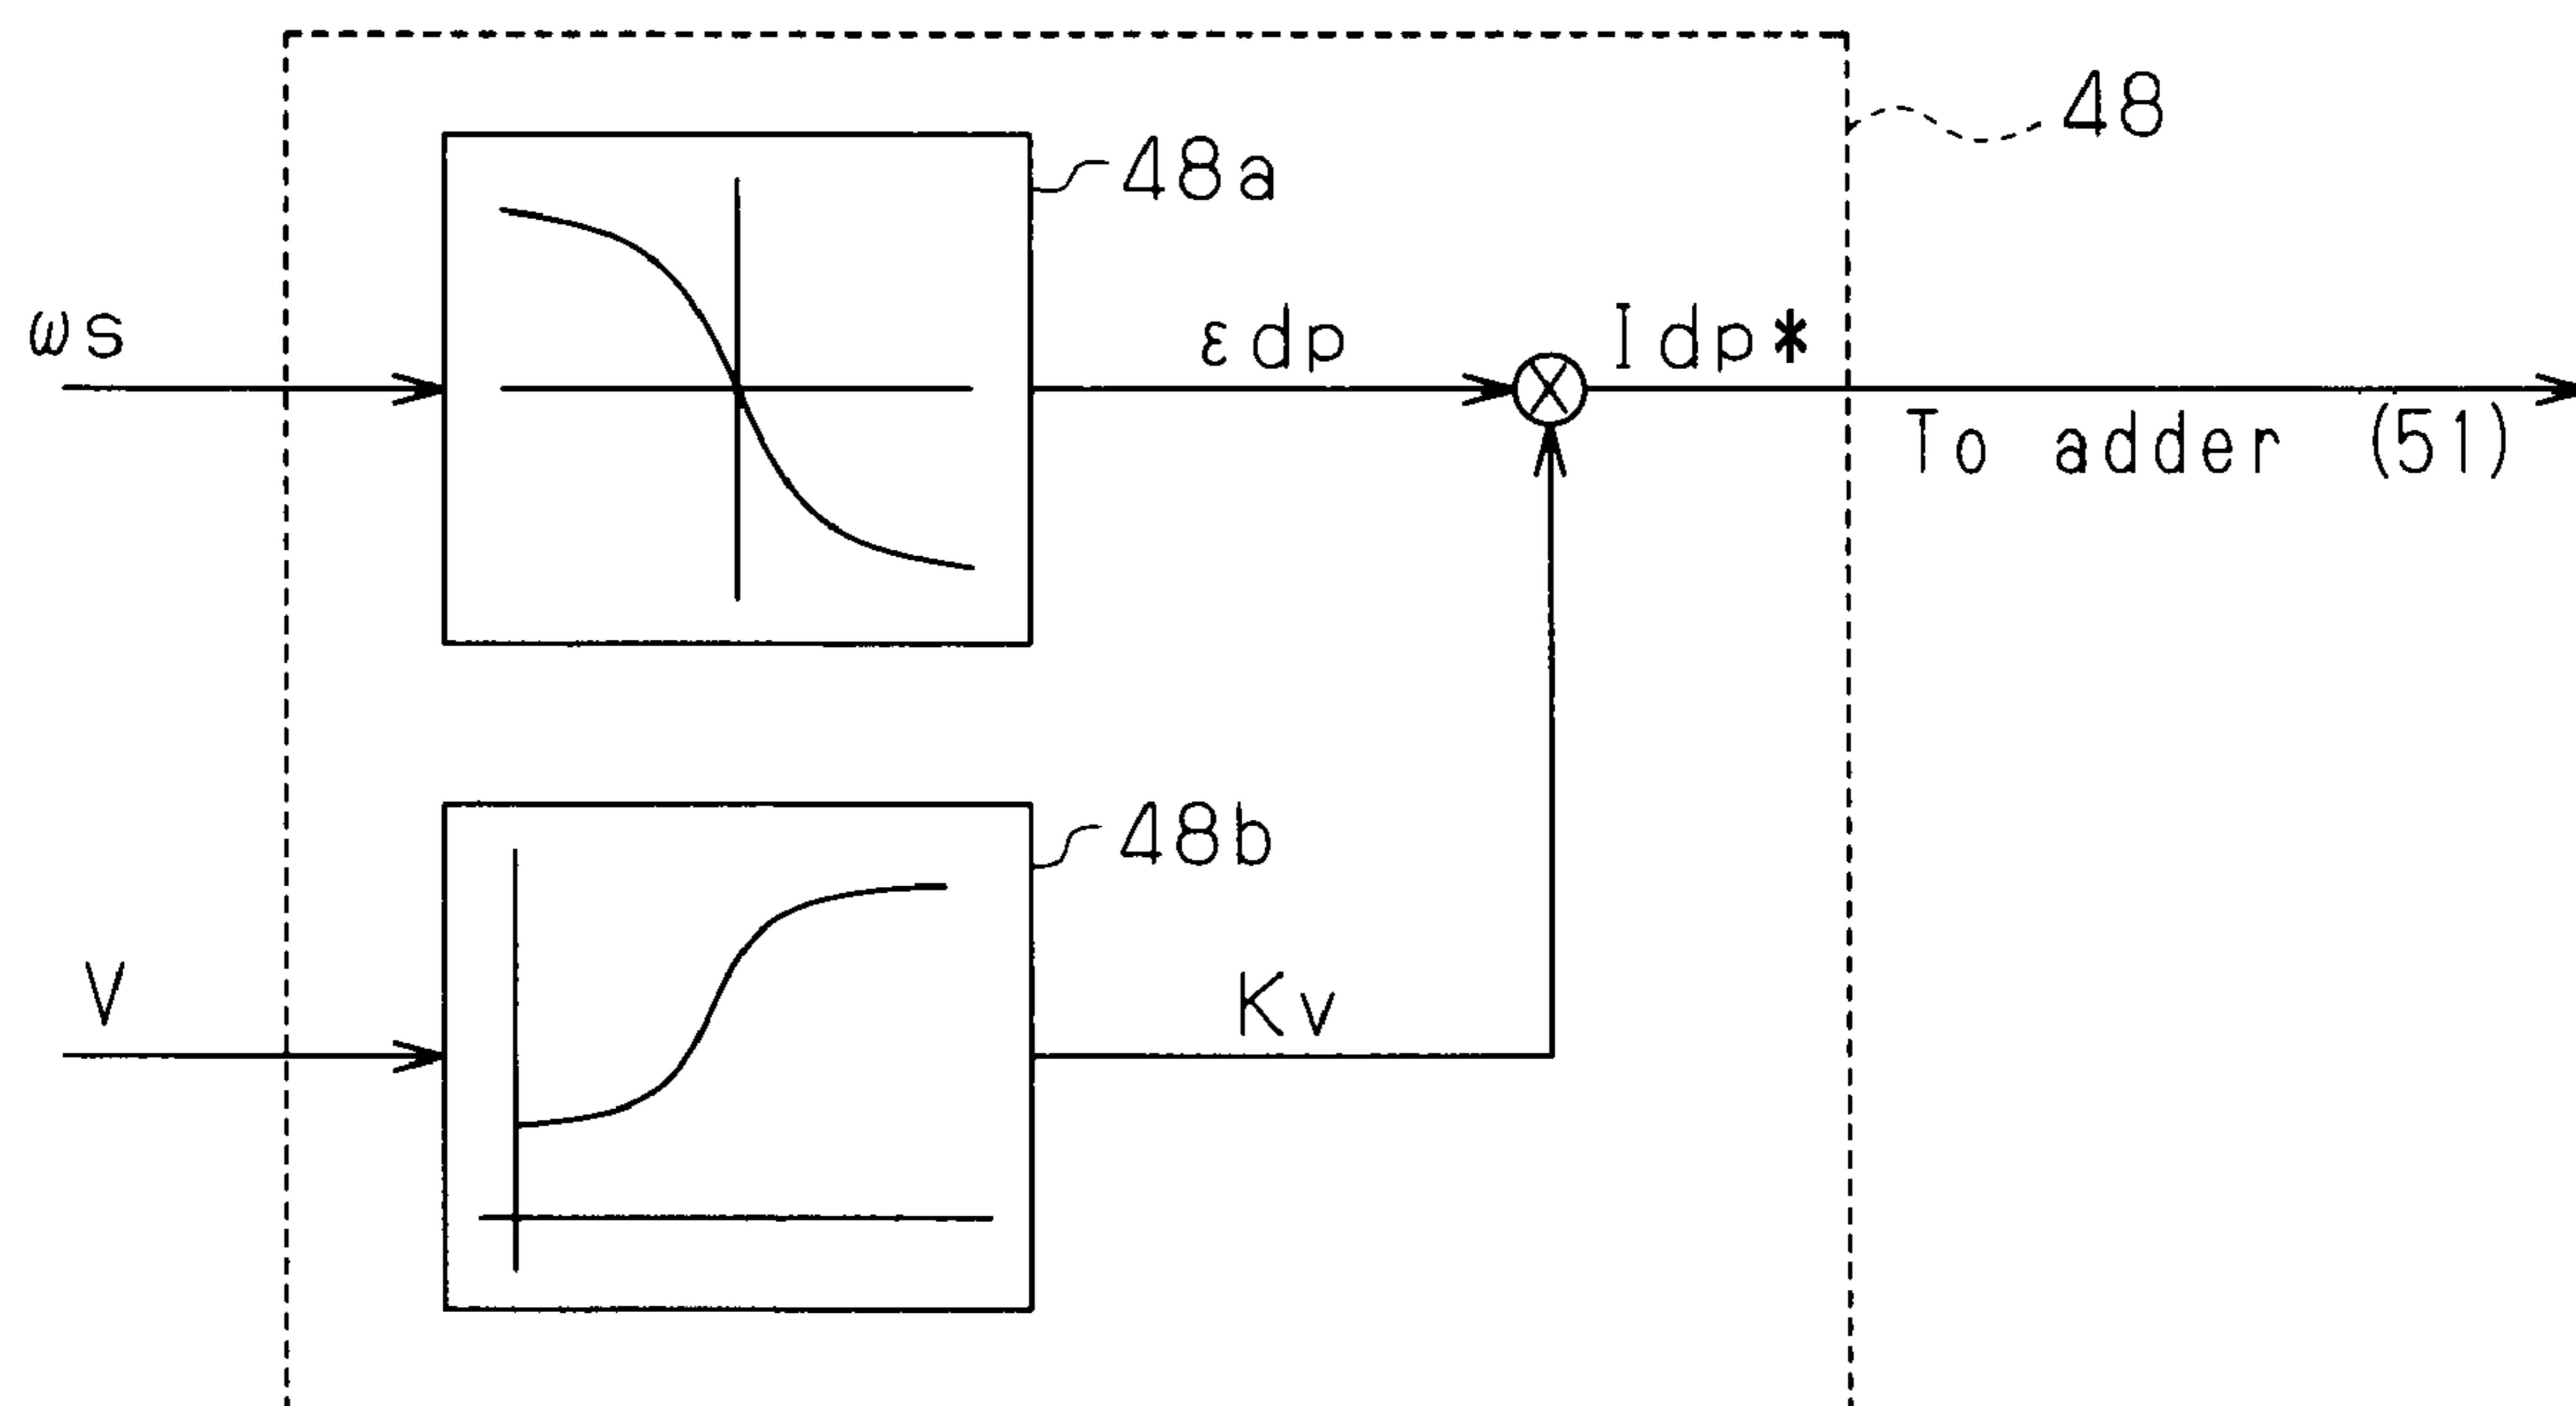 48
48a
ωs
εdp
Idp*
To adder (51)
48b
V
Kv